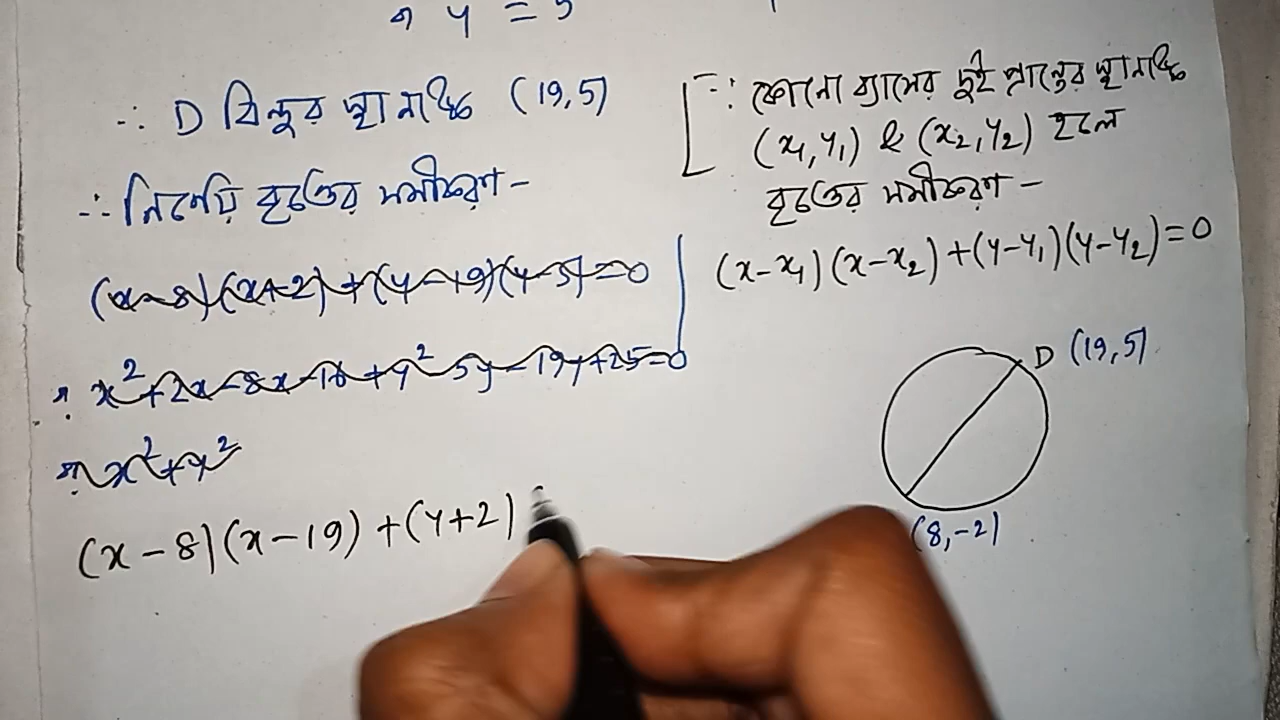 বা y = 5
∴ D বিন্দুর স্থানাঙ্ক (19,5)
∴ নির্ণেয় বৃত্তের সমীকরণ -
(x-8)(x+2)+(y-19)(y-5)=0
বা, x²+2x-8x-16+y²-5y-19y+25=0
বা, x²+y²
(x-8)(x-19)+(y+2)
[∵ কোনো ব্যাসের দুই প্রান্তের স্থানাঙ্ক
(x₁,y₁) & (x₂,y₂) হলে
বৃত্তের সমীকরণ -
(x-x₁)(x-x₂)+(y-y₁)(y-y₂)=0
D (19,5)
(8,-2)